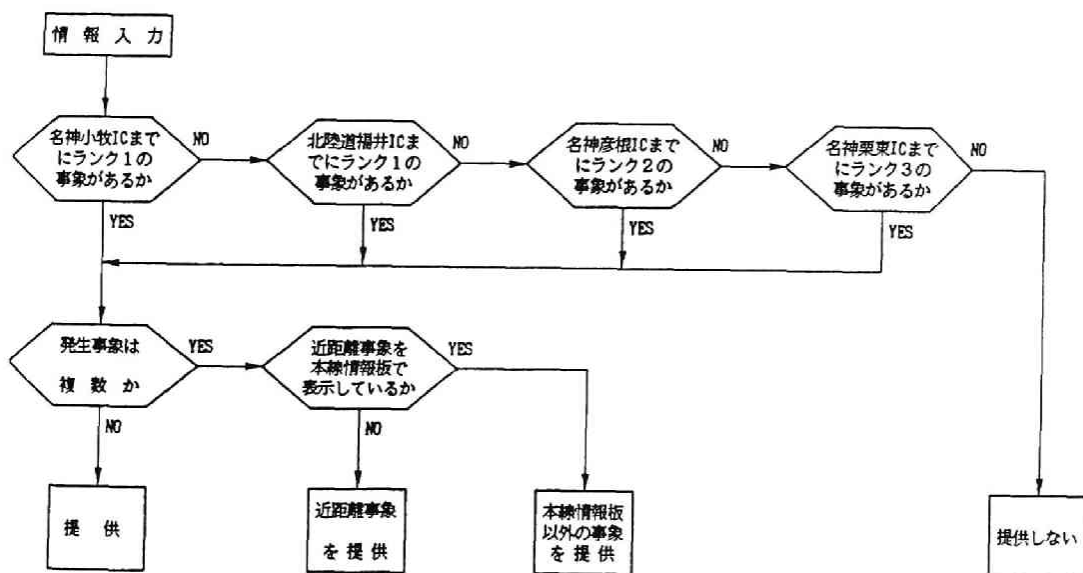 情報入力
名神小牧ICまで
にランク1の
事象があるか
NO
北陸道福井ICま
でにランク1の
事象があるか
NO
名神彦根ICまで
にランク2の
事象があるか
NO
名神栗東ICまで
にランク3の
事象があるか
NO
YES
YES
YES
YES
発生事象は
複数か
YES
近距離事象を
本線情報板で
表示しているか
YES
NO
NO
提供
近距離事象
を提供
本線情報板
以外の事象
を提供
提供しない